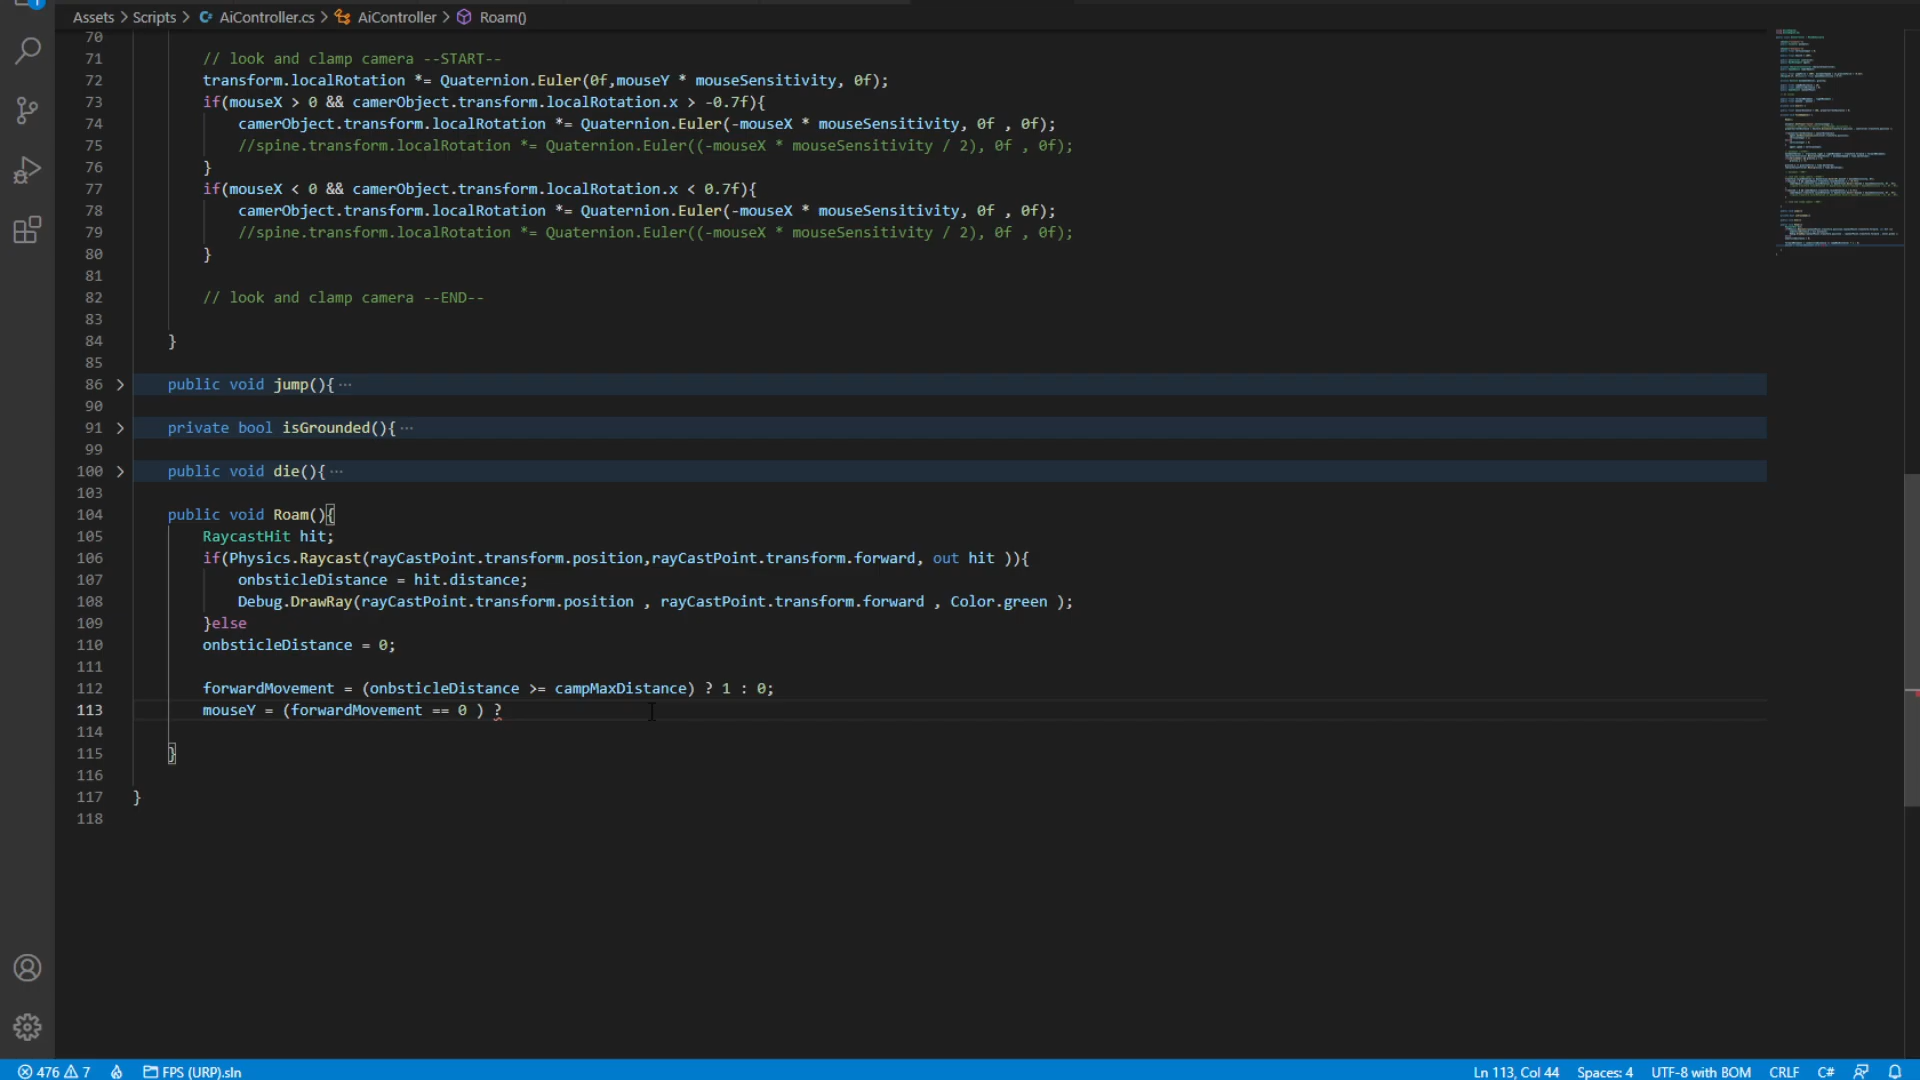 Assets > Scripts > AiController.cs > AiController > Roam()
70
71 // look and clamp camera --START--
72 transform.localRotation *= Quaternion.Euler(0f,mouseY * mouseSensitivity, 0f);
73 if(mouseX > 0 && camerObject.transform.localRotation.x > -0.7f){
74 camerObject.transform.localRotation *= Quaternion.Euler(-mouseX * mouseSensitivity, 0f , 0f);
75 //spine.transform.localRotation *= Quaternion.Euler((-mouseX * mouseSensitivity / 2), 0f , 0f);
76 }
77 if(mouseX < 0 && camerObject.transform.localRotation.x < 0.7f){
78 camerObject.transform.localRotation *= Quaternion.Euler(-mouseX * mouseSensitivity, 0f , 0f);
79 //spine.transform.localRotation *= Quaternion.Euler((-mouseX * mouseSensitivity / 2), 0f , 0f);
80 }
81
82 // look and clamp camera --END--
83
84 }
85
86 public void jump(){ ···
90
91 private bool isGrounded(){ ···
99
100 public void die(){ ···
103
104 public void Roam(){
105 RaycastHit hit;
106 if(Physics.Raycast(rayCastPoint.transform.position,rayCastPoint.transform.forward, out hit )){
107 onbsticleDistance = hit.distance;
108 Debug.DrawRay(rayCastPoint.transform.position , rayCastPoint.transform.forward , Color.green );
109 }else
110 onbsticleDistance = 0;
111
112 forwardMovement = (onbsticleDistance >= campMaxDistance) ? 1 : 0;
113 mouseY = (forwardMovement == 0 ) ?
114
115 }
116
117 }
118
476 7 FPS (URP).sln Ln 113, Col 44 Spaces: 4 UTF-8 with BOM CRLF C#